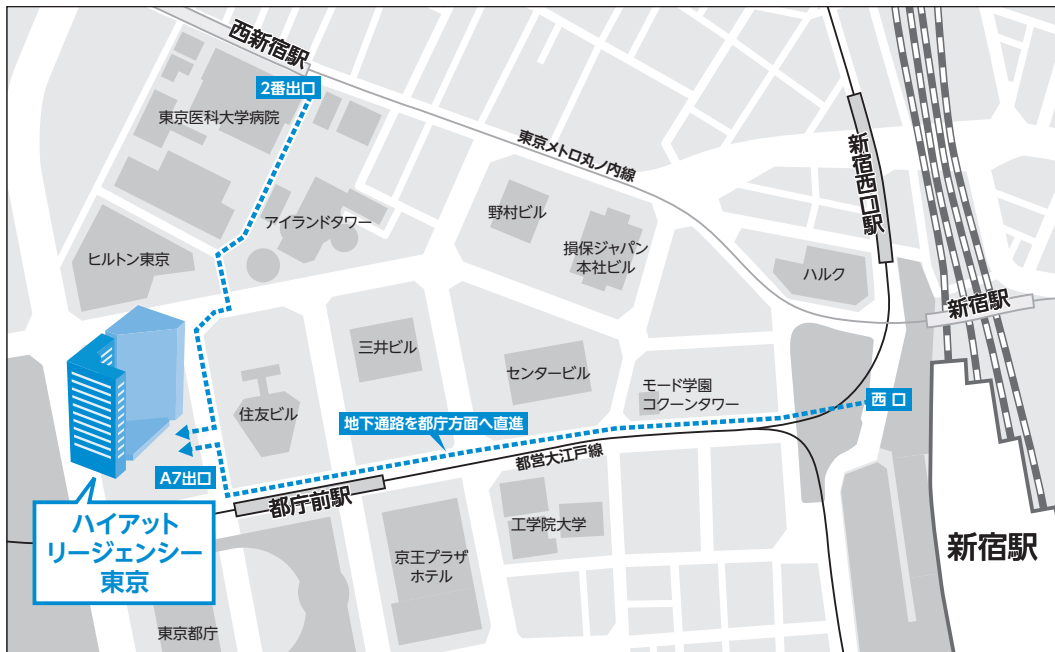 西新宿駅
2番出口
東京医科大学病院
東京メトロ丸ノ内線
新宿西口駅
アイランドタワー
野村ビル
損保ジャパン
本社ビル
ヒルトン東京
ハルク
新宿駅
三井ビル
センタービル
モード学園
コクーンタワー
西口
住友ビル
地下通路を都庁方面へ直進
都営大江戸線
A7出口
都庁前駅
ハイアット
リージェンシー
東京
工学院大学
京王プラザ
ホテル
新宿駅
東京都庁